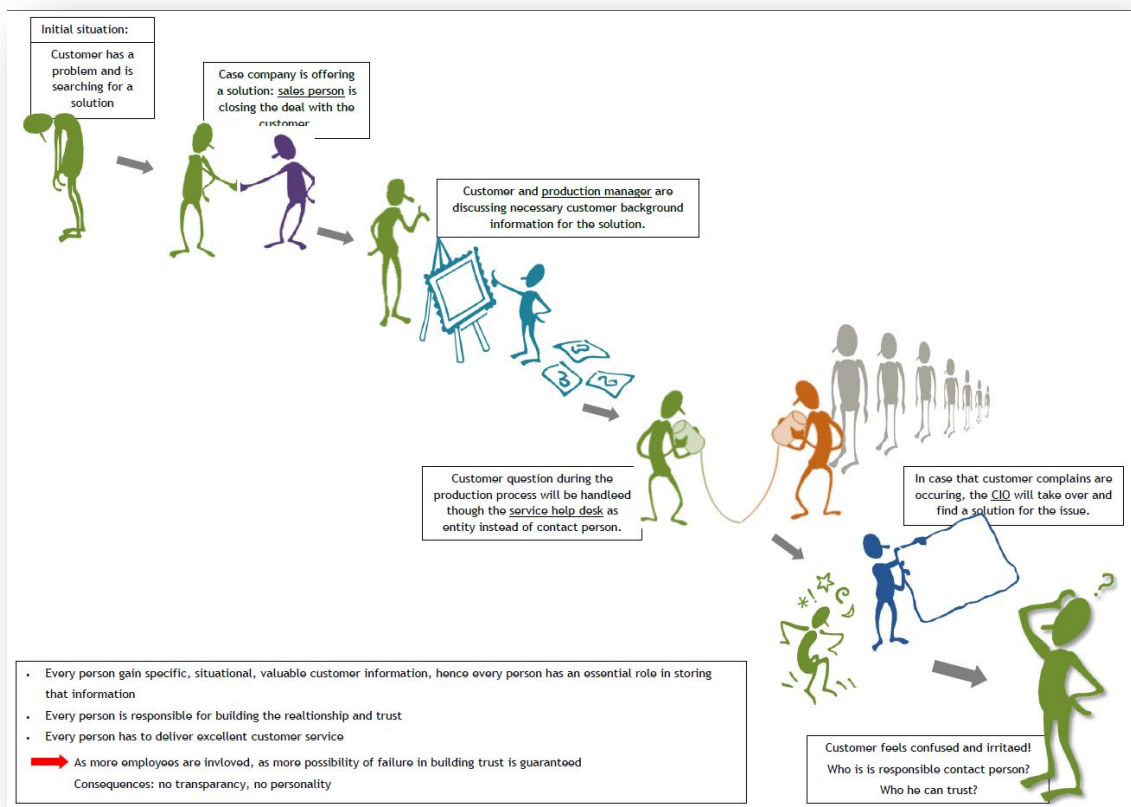 Initial situation:
Customer has a
problem and is
searching for a
solution
Case company is offering
a solution: sales person is
closing the deal with the
customer
Customer and production manager are
discussing necessary customer background
information for the solution.
3
3
2
Customer question during the
production process will be handleed
though the service help desk as
entity instead of contact person.
In case that customer complains are
occuring, the CIO will take over and
find a solution for the issue.
*!
?
• Every person gain specific, situational, valuable customer information, hence every person has an essential role in storing
that information
• Every person is responsible for building the realtionship and trust
• Every person has to deliver excellent customer service
As more employees are invloved, as more possibility of failure in building trust is guaranteed
Consequences: no transparancy, no personality
Customer feels confused and irritaed!
Who is is responsible contact person?
Who he can trust?